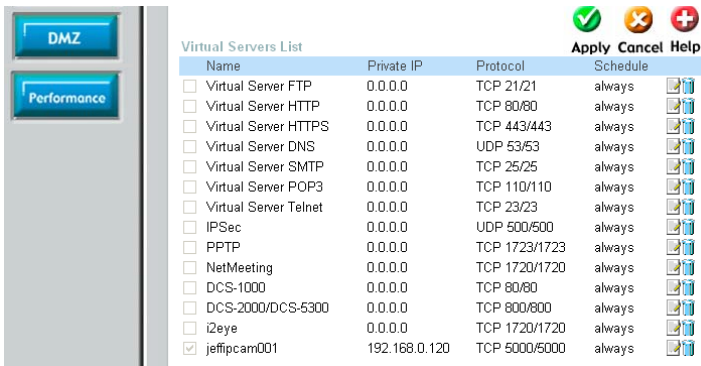 DMZ
Performance
Apply Cancel Help
Virtual Servers List
Name Private IP Protocol Schedule
Virtual Server FTP 0.0.0.0 TCP 21/21 always
Virtual Server HTTP 0.0.0.0 TCP 80/80 always
Virtual Server HTTPS 0.0.0.0 TCP 443/443 always
Virtual Server DNS 0.0.0.0 UDP 53/53 always
Virtual Server SMTP 0.0.0.0 TCP 25/25 always
Virtual Server POP3 0.0.0.0 TCP 110/110 always
Virtual Server Telnet 0.0.0.0 TCP 23/23 always
IPSec 0.0.0.0 UDP 500/500 always
PPTP 0.0.0.0 TCP 1723/1723 always
NetMeeting 0.0.0.0 TCP 1720/1720 always
DCS-1000 0.0.0.0 TCP 80/80 always
DCS-2000/DCS-5300 0.0.0.0 TCP 800/800 always
i2eye 0.0.0.0 TCP 1720/1720 always
jeffipcam001 192.168.0.120 TCP 5000/5000 always